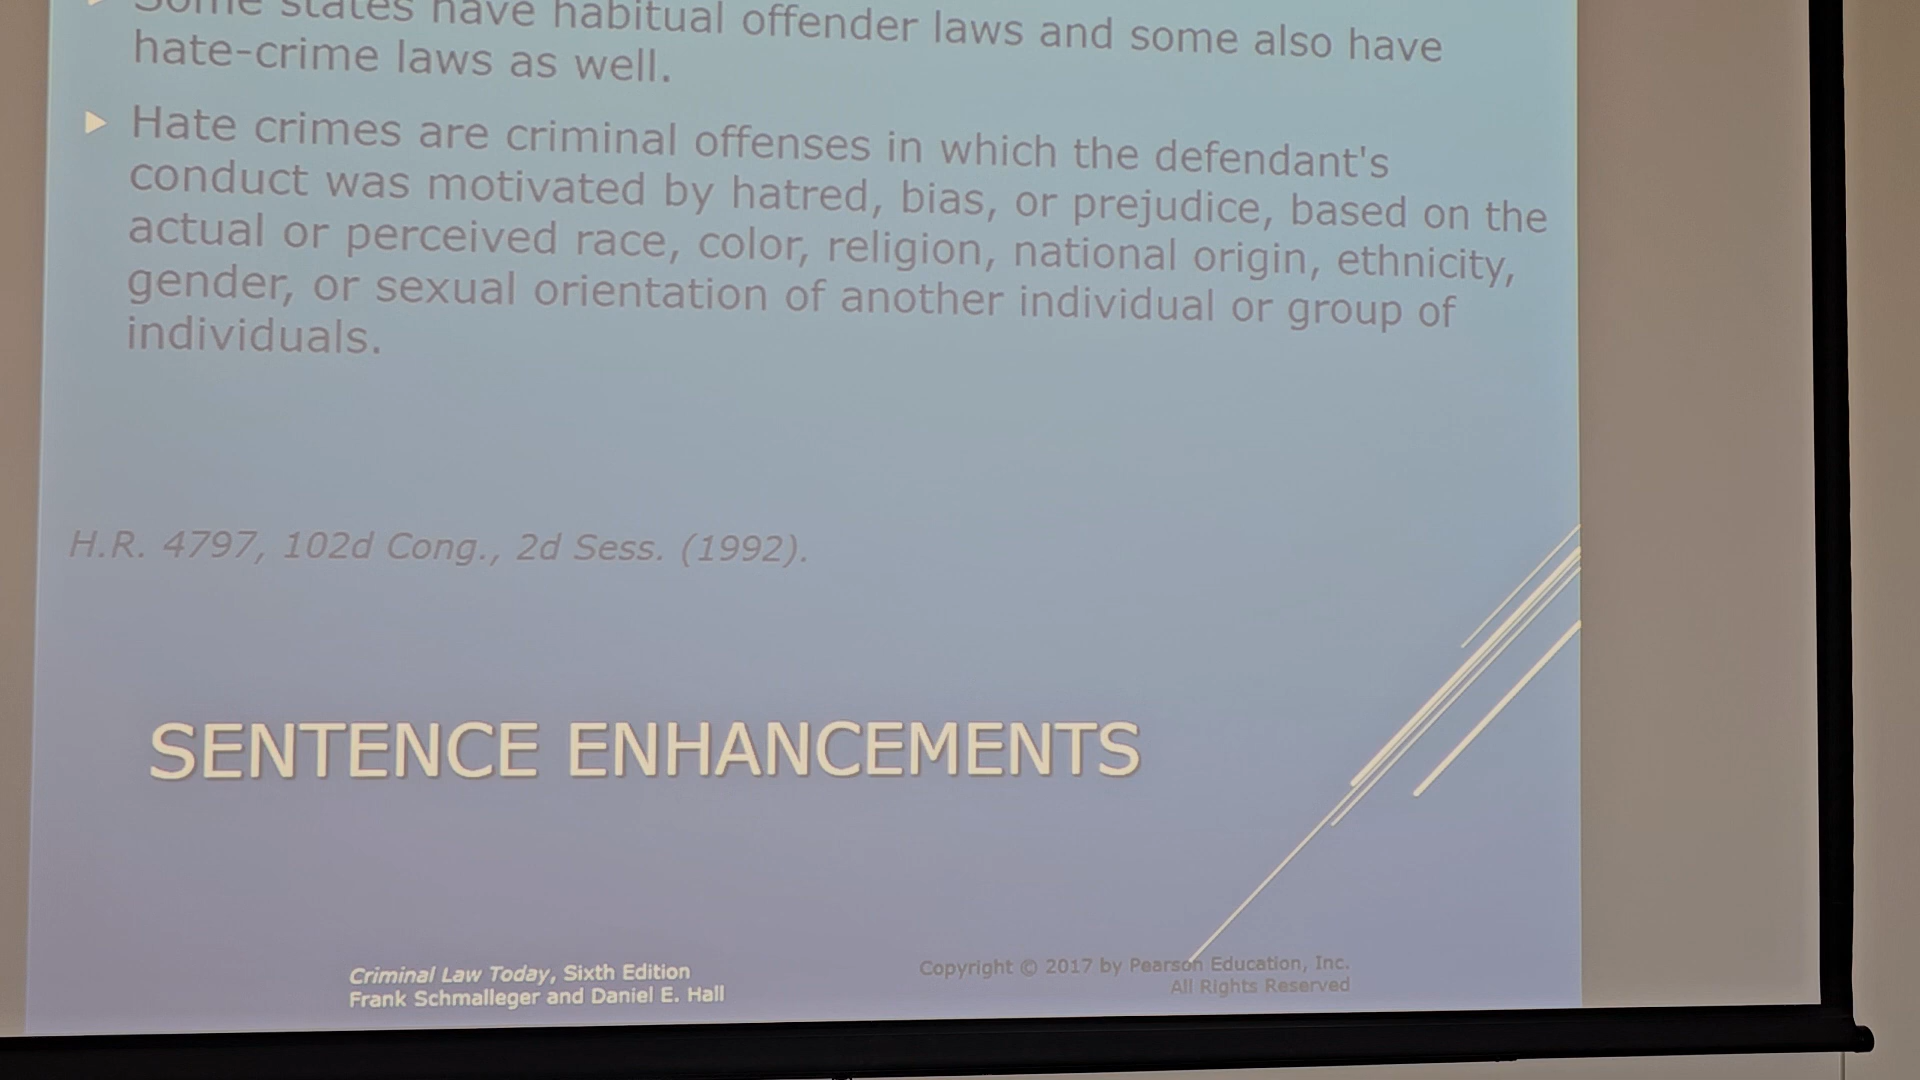 Some states have habitual offender laws and some also have
hate-crime laws as well.
Hate crimes are criminal offenses in which the defendant's
conduct was motivated by hatred, bias, or prejudice, based on the
actual or perceived race, color, religion, national origin, ethnicity,
gender, or sexual orientation of another individual or group of
individuals.
H.R. 4797, 102d Cong., 2d Sess. (1992).
SENTENCE ENHANCEMENTS
Criminal Law Today, Sixth Edition
Frank Schmalleger and Daniel E. Hall
Copyright © 2017 by Pearson Education, Inc.
All Rights Reserved